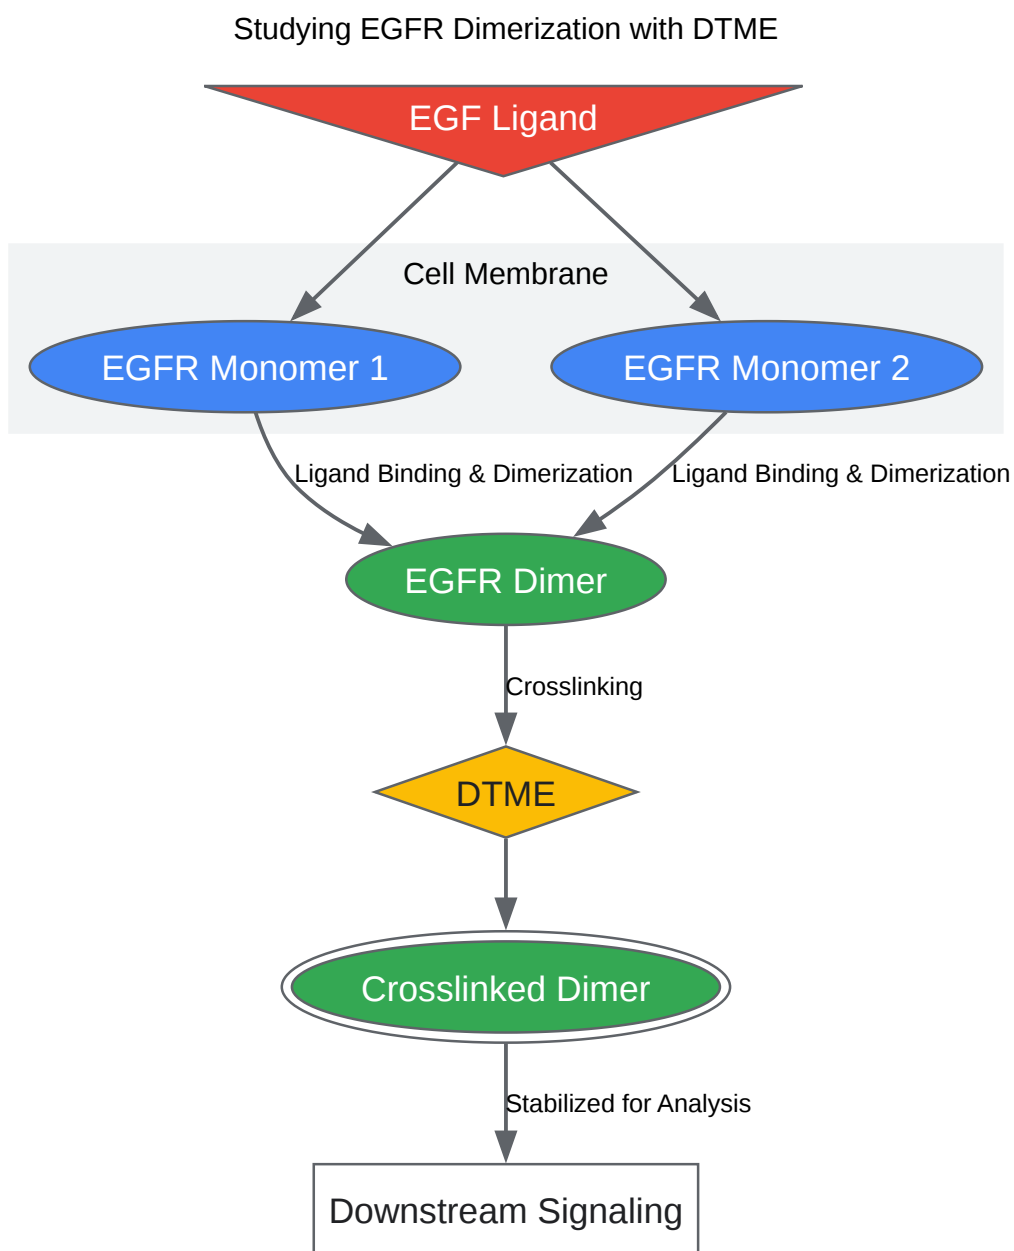 Studying EGFR Dimerization with DTME
EGF Ligand
Cell Membrane
EGFR Monomer 1
EGFR Monomer 2
Ligand Binding & Dimerization
Ligand Binding & Dimerization
EGFR Dimer
Crosslinking
DTME
Crosslinked Dimer
Stabilized for Analysis
Downstream Signaling